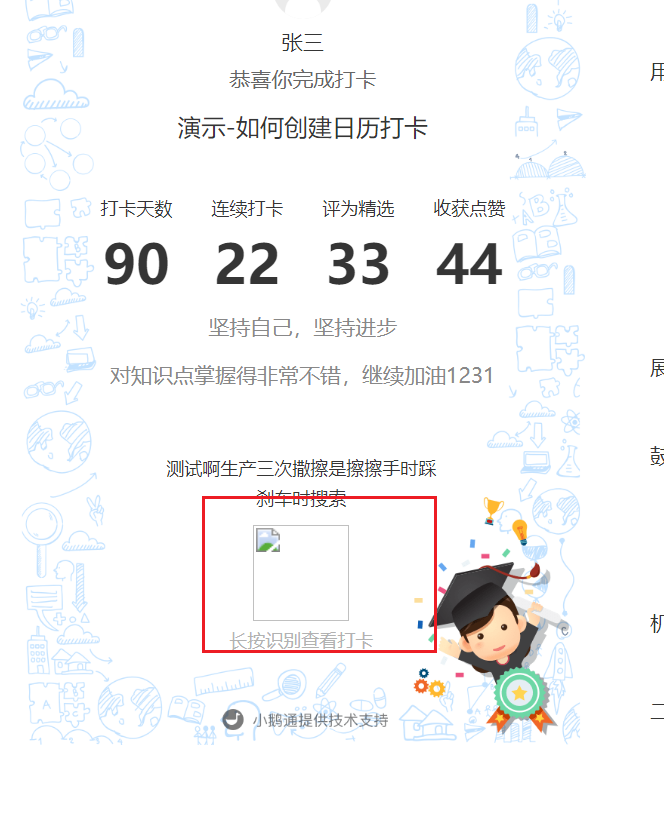 张三
恭喜你完成打卡
演示-如何创建日历打卡
打卡天数 连续打卡 评为精选 收获点赞
90 22 33 44
坚持自己，坚持进步
对知识点掌握得非常不错，继续加油1231
测试啊生产三次撒擦是擦擦手时踩
刹车时搜索
长按识别查看打卡
小鹅通提供技术支持
用
展
鼓
机
二